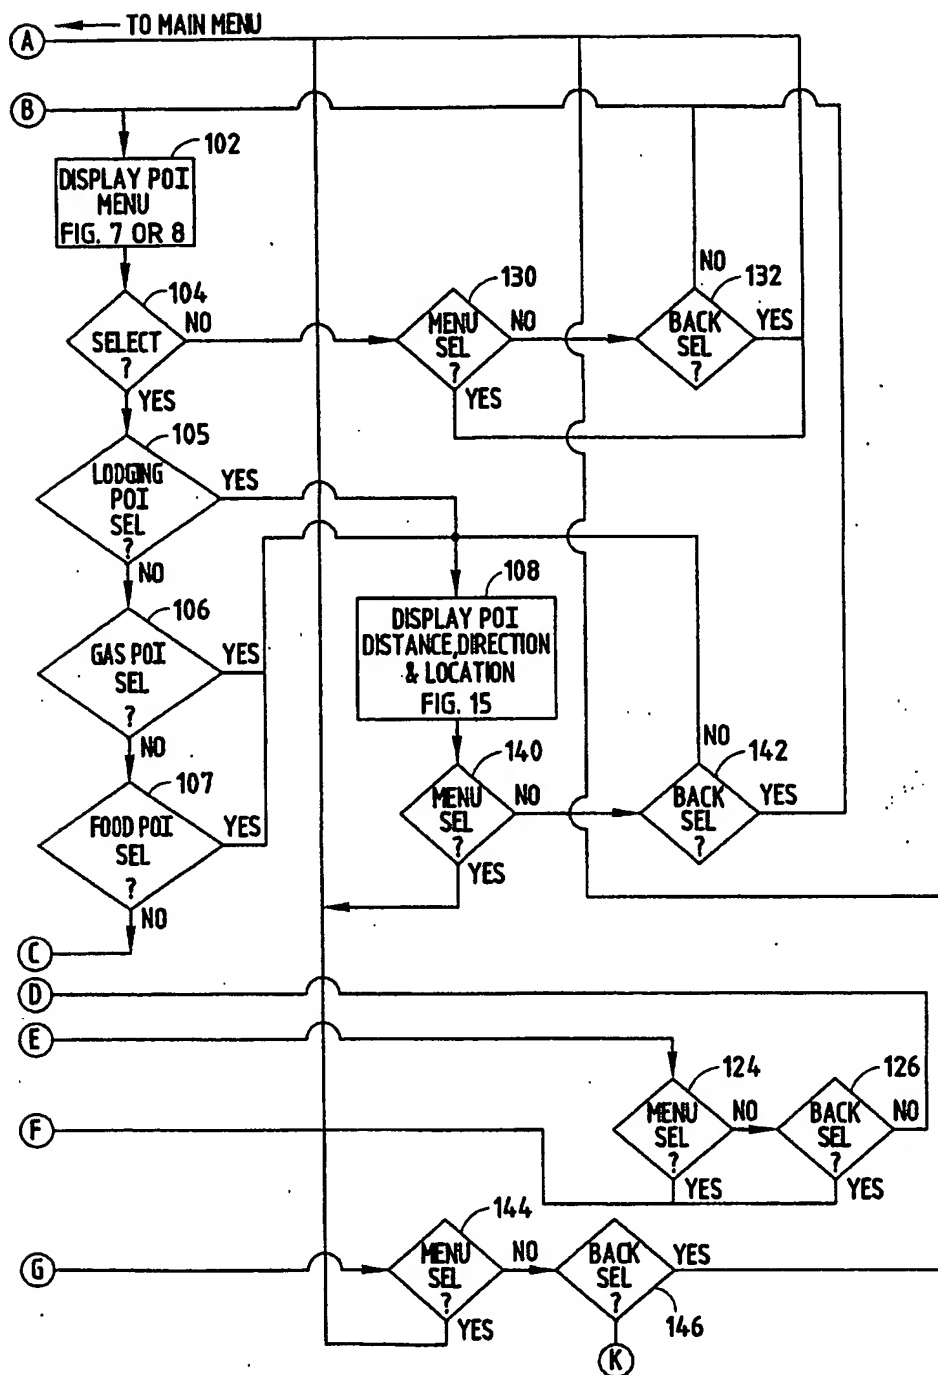 TO MAIN MENU
A
B
102
DISPLAY POI
MENU
FIG. 7 OR 8
104
SELECT
?
NO
YES
130
MENU
SEL
?
NO
YES
132
BACK
SEL
?
NO
YES
105
LODGING
POI
SEL
?
YES
NO
106
GAS POI
SEL
?
YES
NO
107
FOOD POI
SEL
?
YES
NO
108
DISPLAY POI
DISTANCE, DIRECTION
& LOCATION
FIG. 15
140
MENU
SEL
?
NO
YES
142
BACK
SEL
?
NO
YES
C
D
E
124
MENU
SEL
?
NO
YES
126
BACK
SEL
?
NO
YES
F
G
144
MENU
SEL
?
NO
YES
BACK
SEL
?
YES
146
K